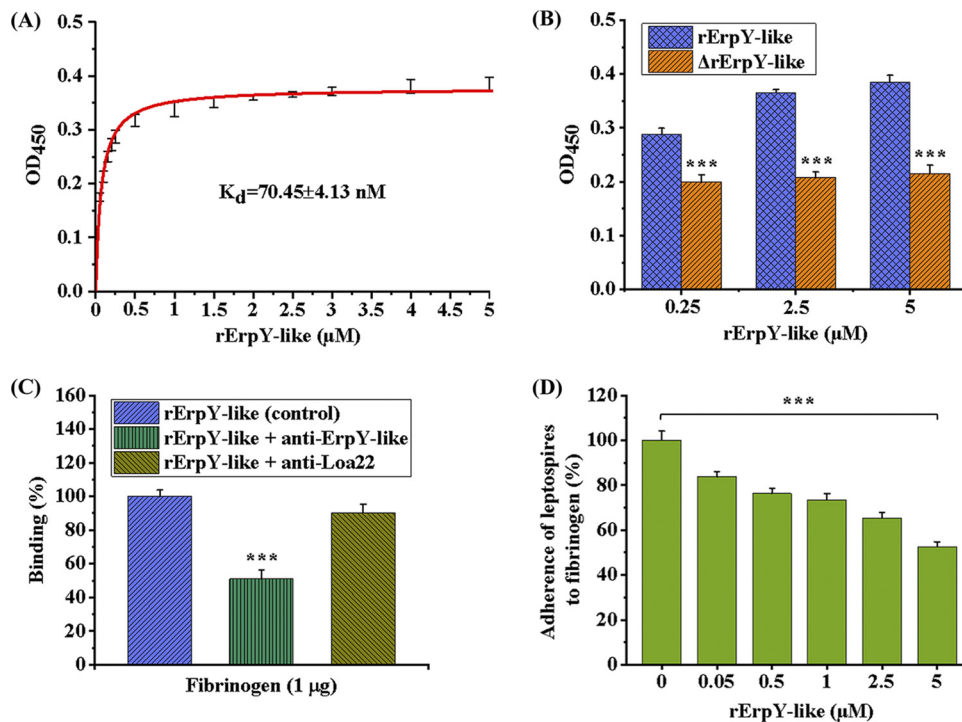 (A)
0.5
0.4
0.3
0.2
0.1
0.0
OD450
Kd=70.45±4.13 nM
0 0.5 1 1.5 2 2.5 3 3.5 4 4.5 5
rErpY-like (μM)
(B)
rErpY-like
ΔrErpY-like
0.5
0.4
0.3
0.2
0.1
0.0
OD450
***
***
***
0.25 2.5 5
rErpY-like (μM)
(C)
rErpY-like (control)
rErpY-like + anti-ErpY-like
rErpY-like + anti-Loa22
160
140
120
100
80
60
40
20
0
Binding (%)
***
Fibrinogen (1 μg)
(D)
120
100
80
60
40
20
0
Adherence of leptospires
to fibrinogen (%)
***
0 0.05 0.5 1 2.5 5
rErpY-like (μM)